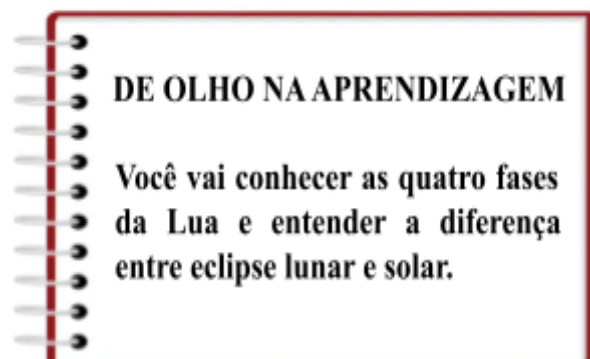 DE OLHO NA APRENDIZAGEM
Você vai conhecer as quatro fases
da Lua e entender a diferença
entre eclipse lunar e solar.